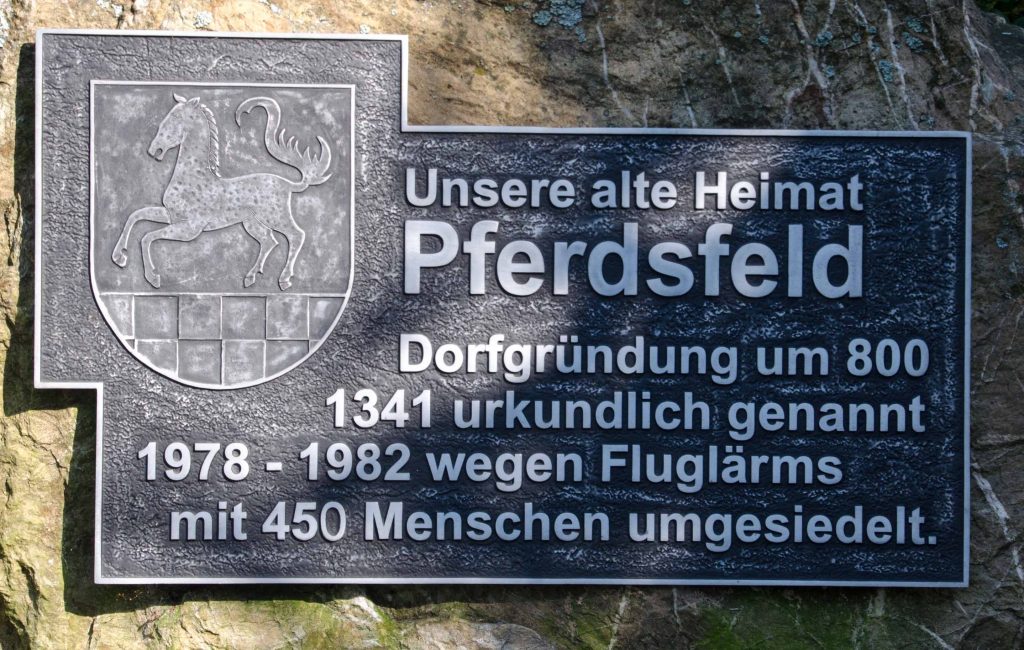 Unsere alte Heimat
Pferdsfeld
Dorfgründung um 800
1341 urkundlich genannt
1978 - 1982 wegen Fluglärms
mit 450 Menschen umgesiedelt.